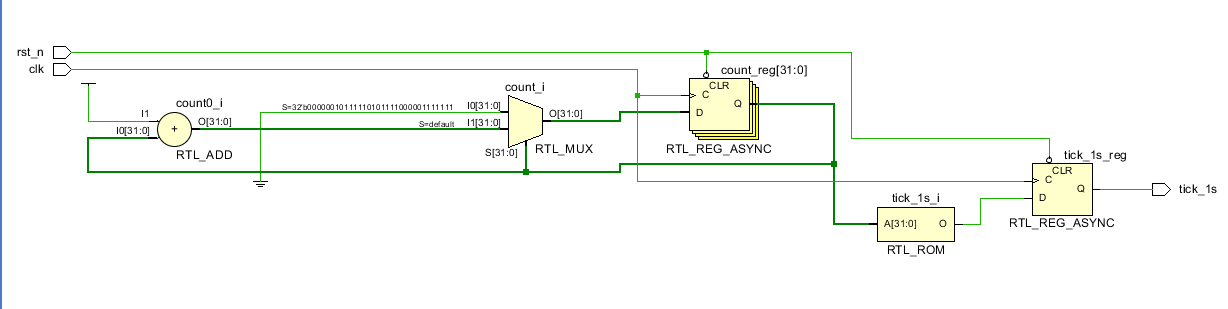 rst_n
clk
count0_i
I1
I0[31:0]
+
O[31:0]
RTL_ADD
S=32'b00000010111110101111000001111111
S=default
count_i
I0[31:0]
I1[31:0]
S[31:0]
O[31:0]
RTL_MUX
count_reg[31:0]
CLR
C
D
Q
RTL_REG_ASYNC
tick_1s_i
A[31:0] O
RTL_ROM
tick_1s_reg
CLR
C
D
Q
RTL_REG_ASYNC
tick_1s